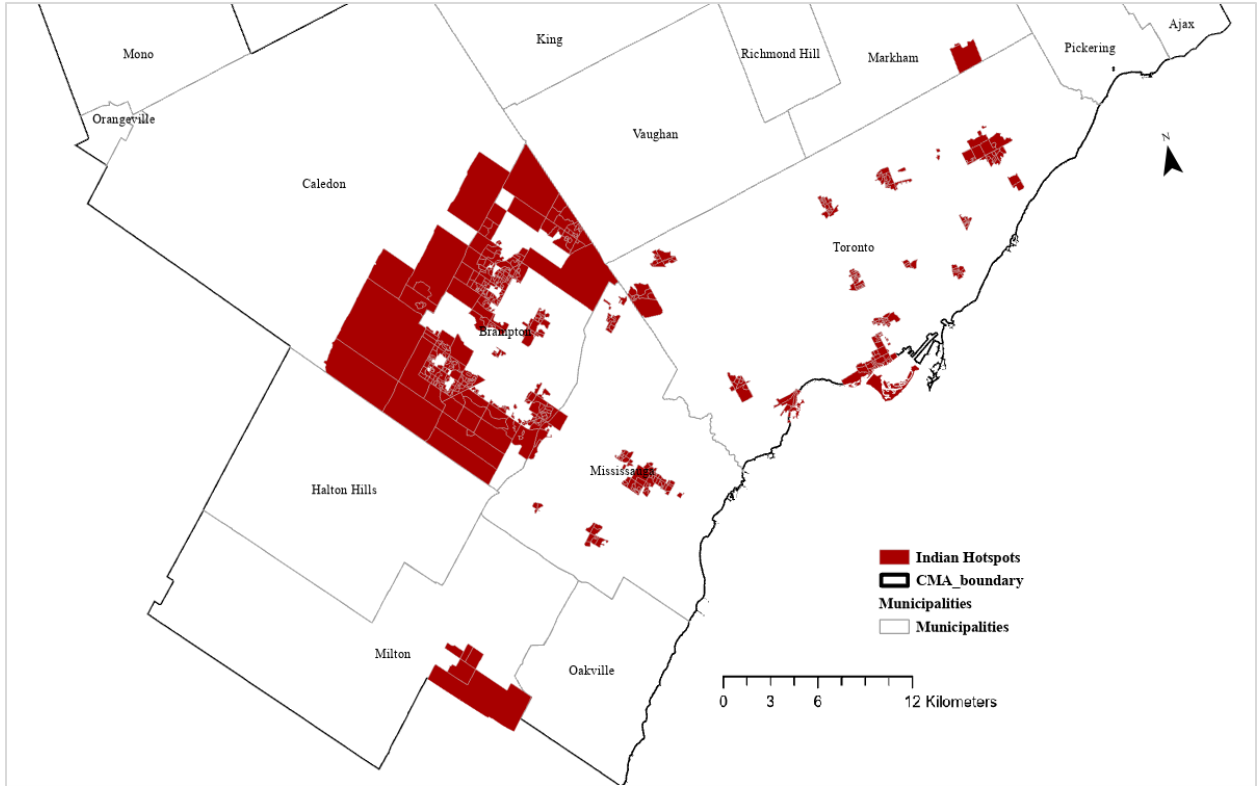 Ajax
King
Pickering
Mono
Richmond Hill
Markham
Orangeville
Vaughan
N
Caledon
Toronto
Brampton
Mississauga
Halton Hills
Indian Hotspots
CMA_boundary
Municipalities
Municipalities
Milton
Oakville
0 3 6 12 Kilometers